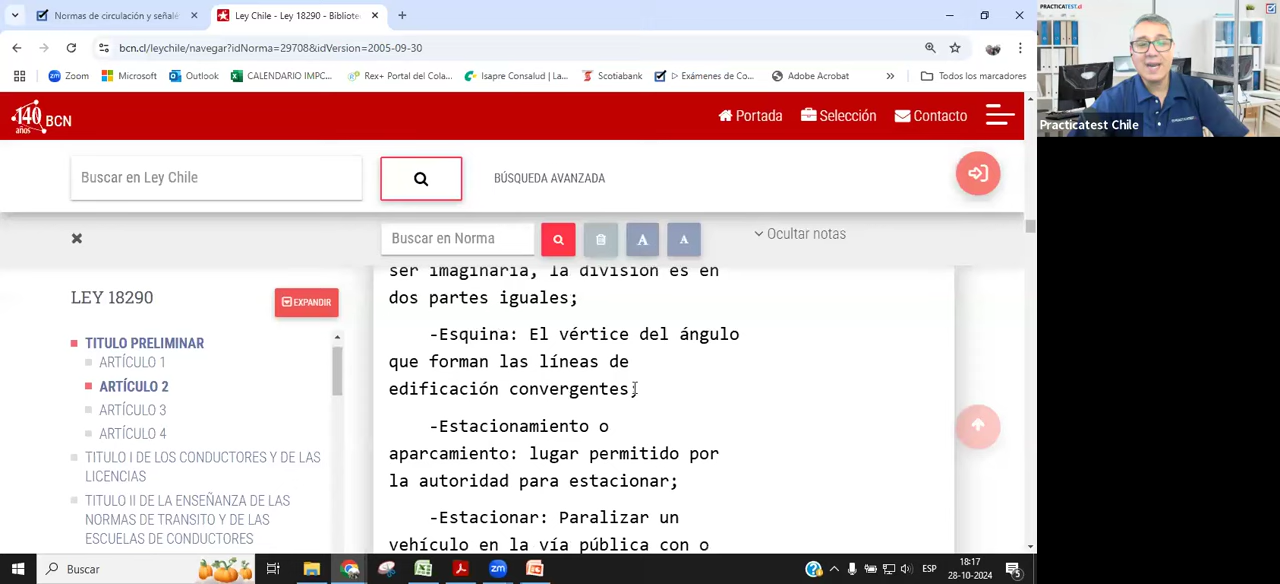 Normas de circulación y señale
Ley Chile - Ley 18290 - Bibliote
bcn.cl/leychile/navegar?idNorma=29708&idVersion=2005-09-30
Zoom
Microsoft
Outlook
CALENDARIO IMPC...
Rex+ Portal del Cola...
Isapre Consalud | La...
Scotiabank
▷ Exámenes de Co...
Adobe Acrobat
»
Todos los marcadores
PRACTICATEST.cl
Practicatest Chile
140 años BCN
Portada
Selección
Contacto
Buscar en Ley Chile
BÚSQUEDA AVANZADA
Buscar en Norma
A
A
Ocultar notas
LEY 18290
EXPANDIR
TITULO PRELIMINAR
ARTÍCULO 1
ARTÍCULO 2
ARTÍCULO 3
ARTÍCULO 4
TITULO I DE LOS CONDUCTORES Y DE LAS
LICENCIAS
TITULO II DE LA ENSEÑANZA DE LAS
NORMAS DE TRANSITO Y DE LAS
ESCUELAS DE CONDUCTORES
ser imaginaria, la división es en
dos partes iguales;
-Esquina: El vértice del ángulo
que forman las líneas de
edificación convergentes;
-Estacionamiento o
aparcamiento: lugar permitido por
la autoridad para estacionar;
-Estacionar: Paralizar un
vehículo en la vía pública con o
Buscar
zm
ESP
18:17
28-10-2024
5